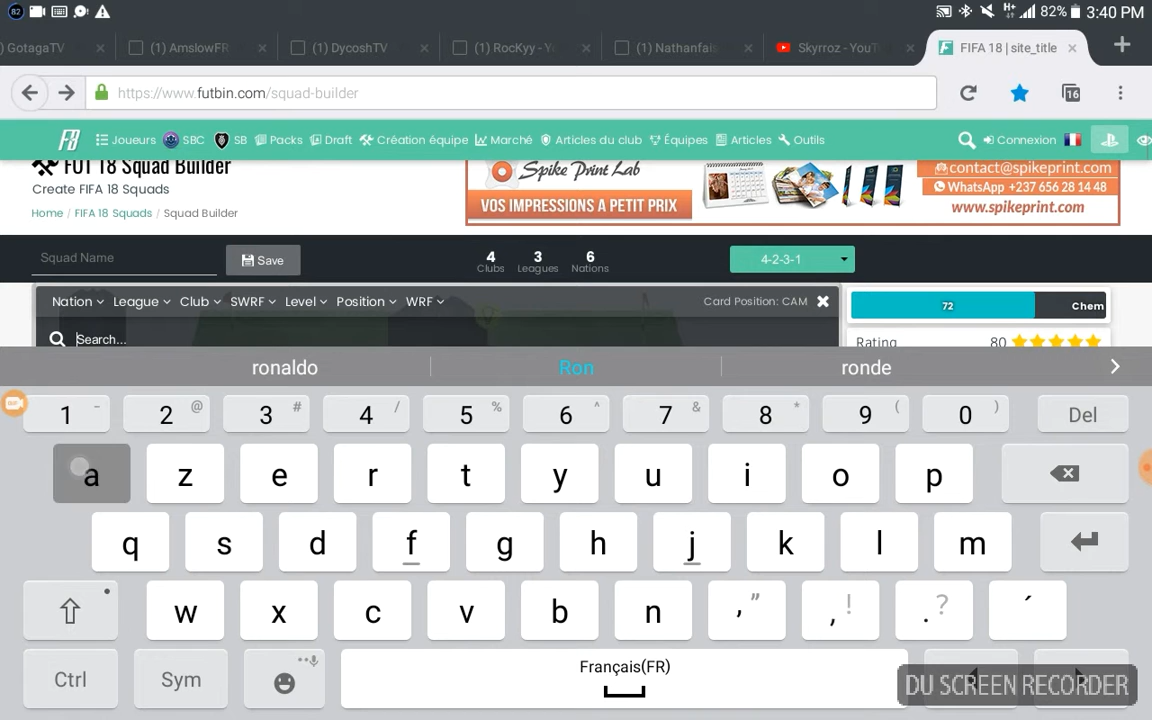 82 H+ 82% 3:40 PM
) GotagaTV × (1) AmslowFR × (1) DycoshTV × (1) RocKyy - Yo × (1) Nathanfais × Skyrroz - YouTu × FIFA 18 | site_title × +
https://www.futbin.com/squad-builder 16
FB Joueurs SBC SB Packs Draft Création équipe Marché Articles du club Équipes Articles Outils Connexion
FUT 18 Squad Builder
Create FIFA 18 Squads
Home / FIFA 18 Squads / Squad Builder
Spike Print Lab
VOS IMPRESSIONS A PETIT PRIX
contact@spikeprint.com
WhatsApp +237 656 28 14 48
www.spikeprint.com
Squad Name Save 4 Clubs 3 Leagues 6 Nations 4-2-3-1
Nation League Club SWRF Level Position WRF Card Position: CAM ✖
72 Chem
Search...
Rating 80
ronaldo Ron ronde >
1 - 2 @ 3 # 4 / 5 % 6 ^ 7 & 8 * 9 ( 0 ) Del
a z e r t y u i o p
q s d f g h j k l m
w x c v b n ' " , ! . ? ´
Ctrl Sym Français(FR)
DU SCREEN RECORDER